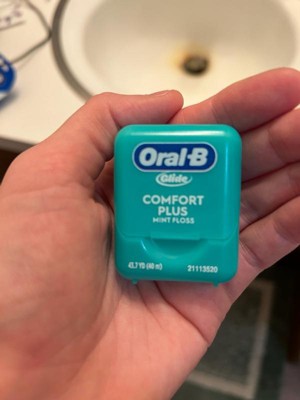 Oral-B
Glide
COMFORT
PLUS
MINT FLOSS
43.7 YD (40 m)
21113520